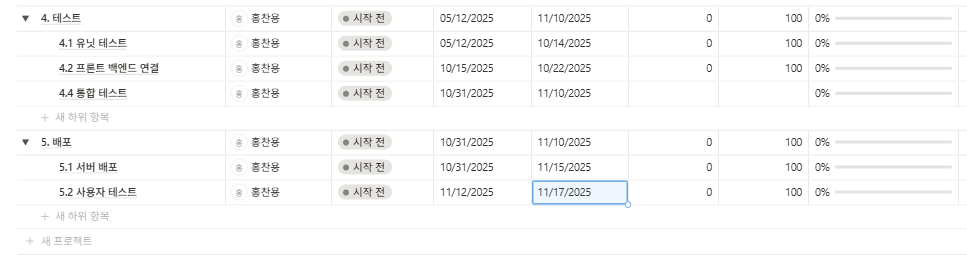 ▼ 4. 테스트 홍 홍찬용 시작 전 05/12/2025 11/10/2025 0 100 0%
4.1 유닛 테스트 홍 홍찬용 시작 전 05/12/2025 10/14/2025 0 100 0%
4.2 프론트 백엔드 연결 홍 홍찬용 시작 전 10/15/2025 10/22/2025 0 100 0%
4.4 통합 테스트 홍 홍찬용 시작 전 10/31/2025 11/10/2025 0%
+ 새 하위 항목
▼ 5. 배포 홍 홍찬용 시작 전 10/31/2025 11/10/2025 0 100 0%
5.1 서버 배포 홍 홍찬용 시작 전 10/31/2025 11/15/2025 0 100 0%
5.2 사용자 테스트 홍 홍찬용 시작 전 11/12/2025 11/17/2025 0 100 0%
+ 새 하위 항목
+ 새 프로젝트